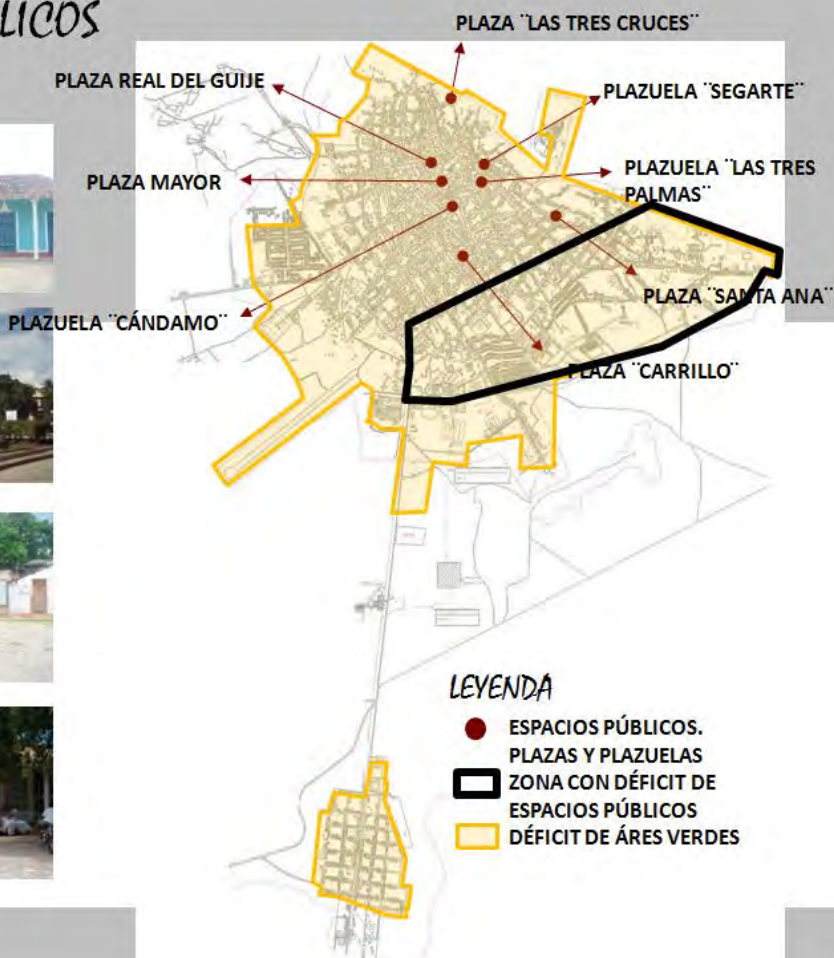 LICOS
PLAZA ¨LAS TRES CRUCES¨
PLAZA REAL DEL GUIJE
PLAZUELA ¨SEGARTE¨
PLAZA MAYOR
PLAZUELA ¨LAS TRES
PALMAS¨
PLAZA ¨SANTA ANA¨
PLAZUELA ¨CÁNDAMO¨
PLAZA ¨CARRILLO¨
LEYENDA
ESPACIOS PÚBLICOS.
PLAZAS Y PLAZUELAS
ZONA CON DÉFICIT DE
ESPACIOS PÚBLICOS
DÉFICIT DE ÁRES VERDES